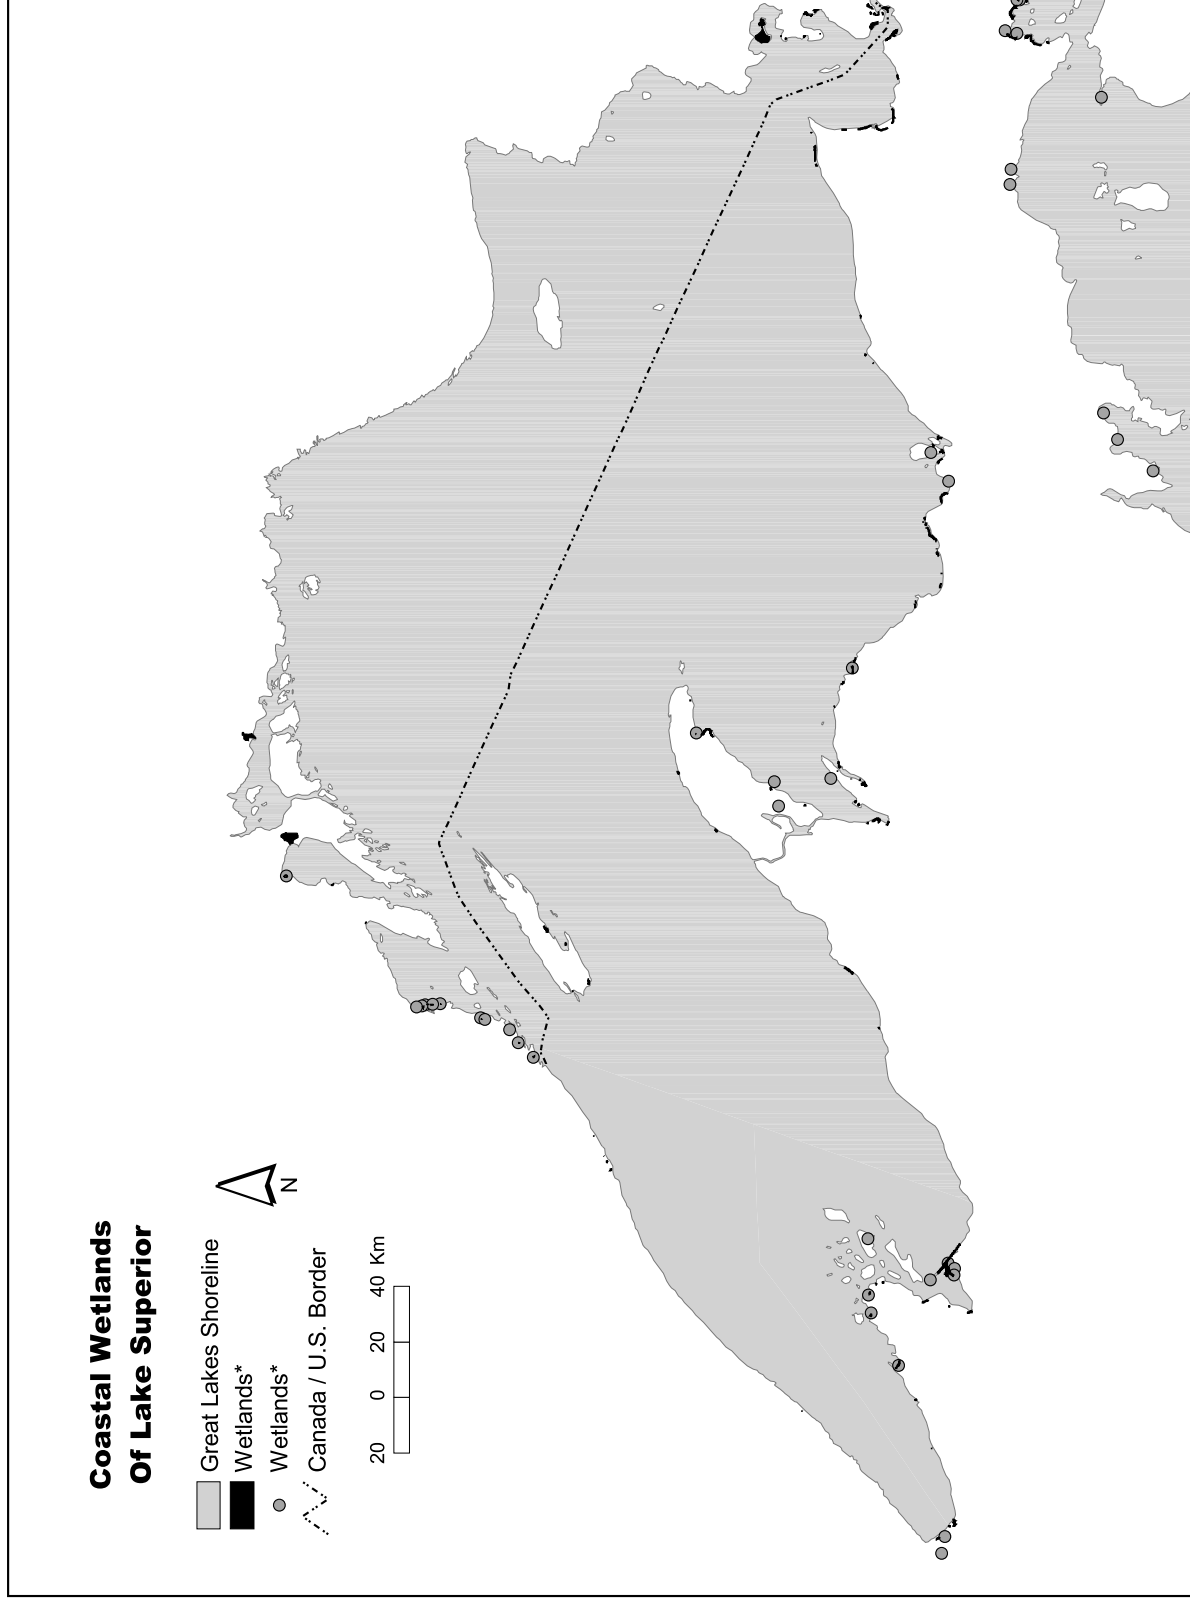 Coastal Wetlands
Of Lake Superior
Great Lakes Shoreline
Wetlands*
Wetlands*
Canada / U.S. Border
20 0 20 40 Km
N